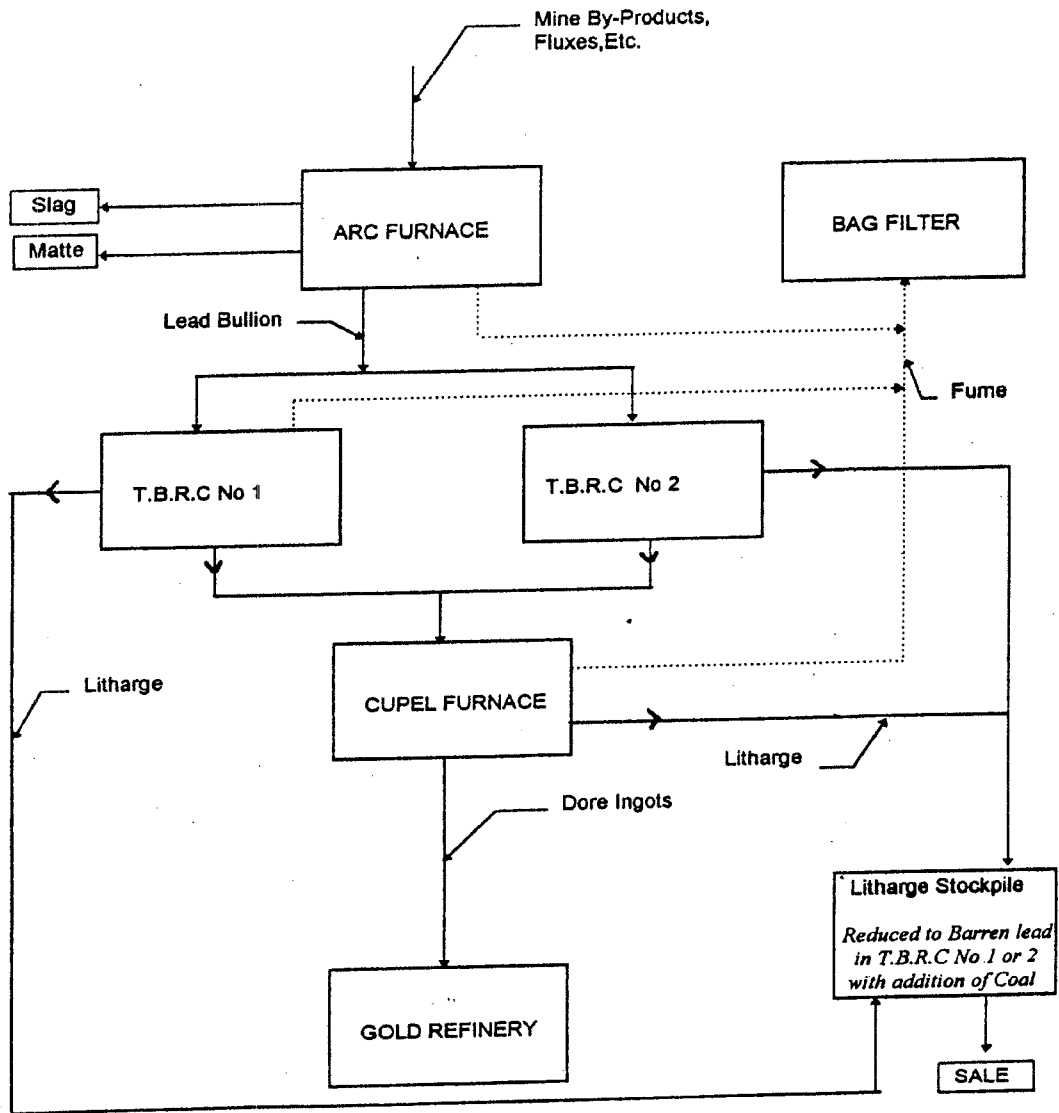 Mine By-Products,
Fluxes,Etc.
Slag
Matte
ARC FURNACE
BAG FILTER
Lead Bullion
Fume
T.B.R.C No 1
T.B.R.C No 2
Litharge
CUPEL FURNACE
Litharge
Dore Ingots
Litharge Stockpile
Reduced to Barren lead
in T.B.R.C No 1 or 2
with addition of Coal
GOLD REFINERY
SALE